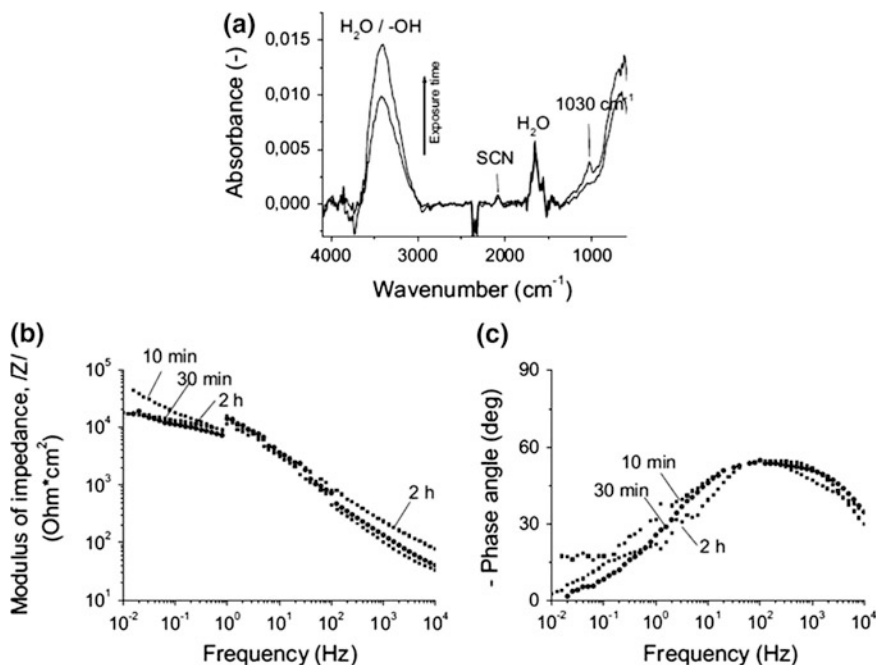 (a)
H₂O / -OH
Exposure time
SCN
H₂O
1030 cm⁻¹
0,015
0,010
0,005
0,000
Absorbance (-)
4000 3000 2000 1000
Wavenumber (cm⁻¹)
(b)
10 min
30 min
2 h
2 h
10⁵
10⁴
10³
10²
10¹
Modulus of impedance, /Z/
(Ohm*cm²)
10⁻² 10⁻¹ 10⁰ 10¹ 10² 10³ 10⁴
Frequency (Hz)
(c)
10 min
30 min
2 h
90
60
30
0
- Phase angle (deg)
10⁻² 10⁻¹ 10⁰ 10¹ 10² 10³ 10⁴
Frequency (Hz)